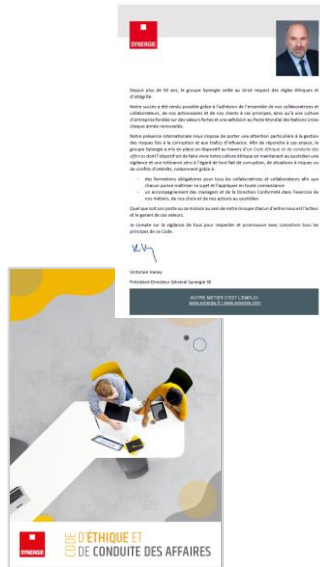 SYNERGIE
Depuis plus de 50 ans, le groupe Synergie veille au strict respect des règles éthiques et
d'intégrité.
Notre succès a été rendu possible grâce à l'adhésion de l'ensemble de nos collaboratrices et
collaborateurs, de nos actionnaires et de nos clients à ces principes, ainsi qu'à une culture
d'entreprise fondée sur des valeurs fortes et une adhésion au Pacte Mondial des Nations Unies
chaque année renouvelée.
Notre présence internationale nous impose de porter une attention particulière à la gestion
des risques liés à la corruption et aux trafics d'influence. Afin de répondre à ces enjeux, le
groupe Synergie a mis en place un dispositif au travers d'un Code éthique et de conduite des
affaires dont l'objectif est de faire vivre notre culture éthique en maintenant au quotidien une
vigilance et une tolérance zéro à l'égard de tout fait de corruption, de situations à risques ou
de conflits d'intérêts, notamment grâce à :
- des formations obligatoires pour tous les collaboratrices et collaborateurs afin que
chacun puisse maîtriser ce sujet et l'appliquer en toute connaissance
- un accompagnement des managers et de la Direction Conformité dans l'exercice de
nos métiers, de nos choix et de nos actions au quotidien
Quel que soit son poste ou sa mission au sein de notre Groupe chacun d'entre nous est l'acteur
et le garant de ces valeurs.
Je compte sur la vigilance de tous pour respecter et promouvoir avec conviction tous les
principes de ce Code.
Victorien Vaney
Président-Directeur Général Synergie SE
NOTRE METIER C'EST L'EMPLOI
www.synergie.fr | www.synergie.com
CODE D'ÉTHIQUE ET
DE CONDUITE DES AFFAIRES
SYNERGIE